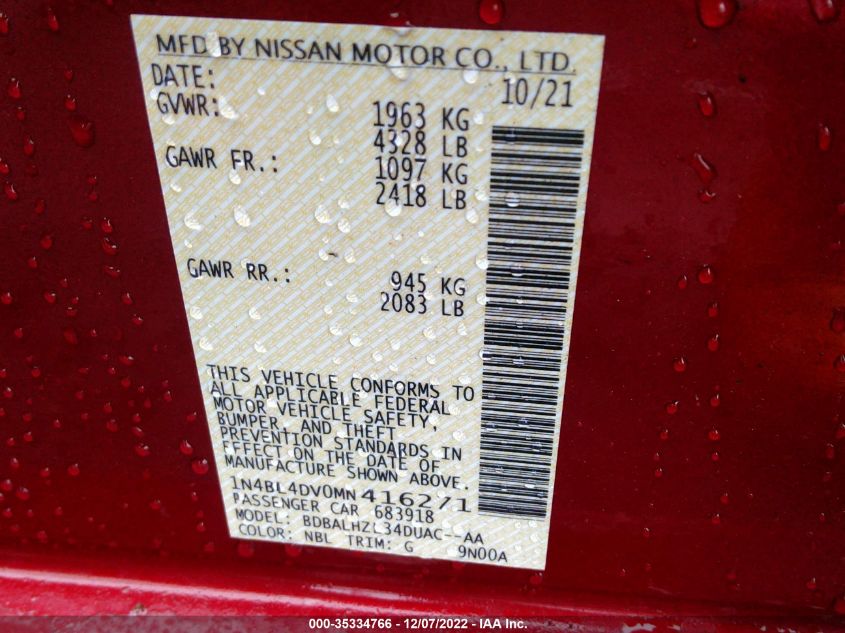 MFD BY NISSAN MOTOR CO., LTD.
DATE: 10/21
GVWR: 1963 KG
4328 LB
GAWR FR.: 1097 KG
2418 LB
GAWR RR.: 945 KG
2083 LB
THIS VEHICLE CONFORMS TO
ALL APPLICABLE FEDERAL
MOTOR VEHICLE SAFETY,
BUMPER, AND THEFT
PREVENTION STANDARDS IN
EFFECT ON THE DATE OF
MANUFACTURE SHOWN ABOVE.
1N4BL4DV0MN416271
PASSENGER CAR 683918
MODEL: BDBALHZL34DUAC--AA
COLOR: NBL TRIM: G 9N00A
000-35334766 - 12/07/2022 - IAA Inc.